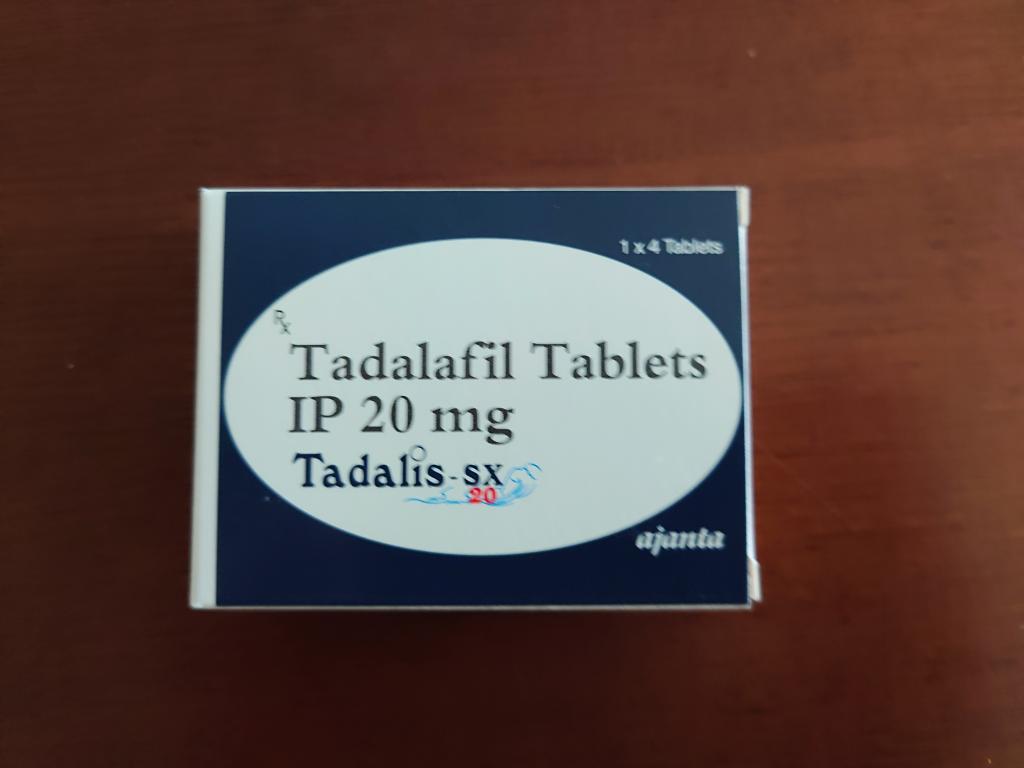 1 x 4 Tablets
Rx
Tadalafil Tablets
IP 20 mg
Tadalis-sx
20
ajanta